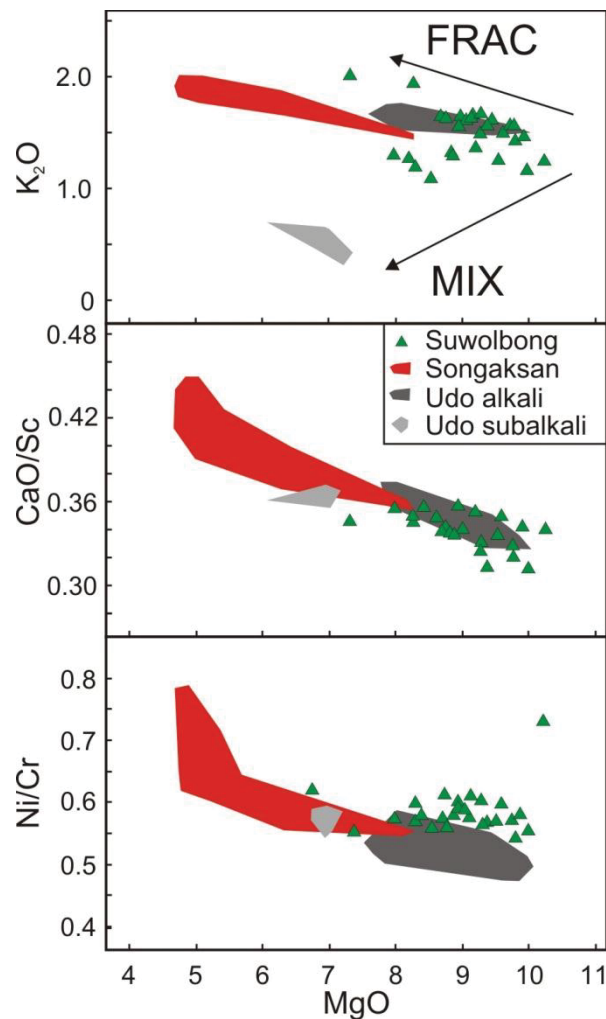 FRAC
2.0
K₂O
1.0
MIX
0
0.48
Suwolbong
Songaksan
Udo alkali
Udo subalkali
CaO/Sc
0.42
0.36
0.30
0.8
Ni/Cr
0.7
0.6
0.5
0.4
4 5 6 7 8 9 10 11
MgO